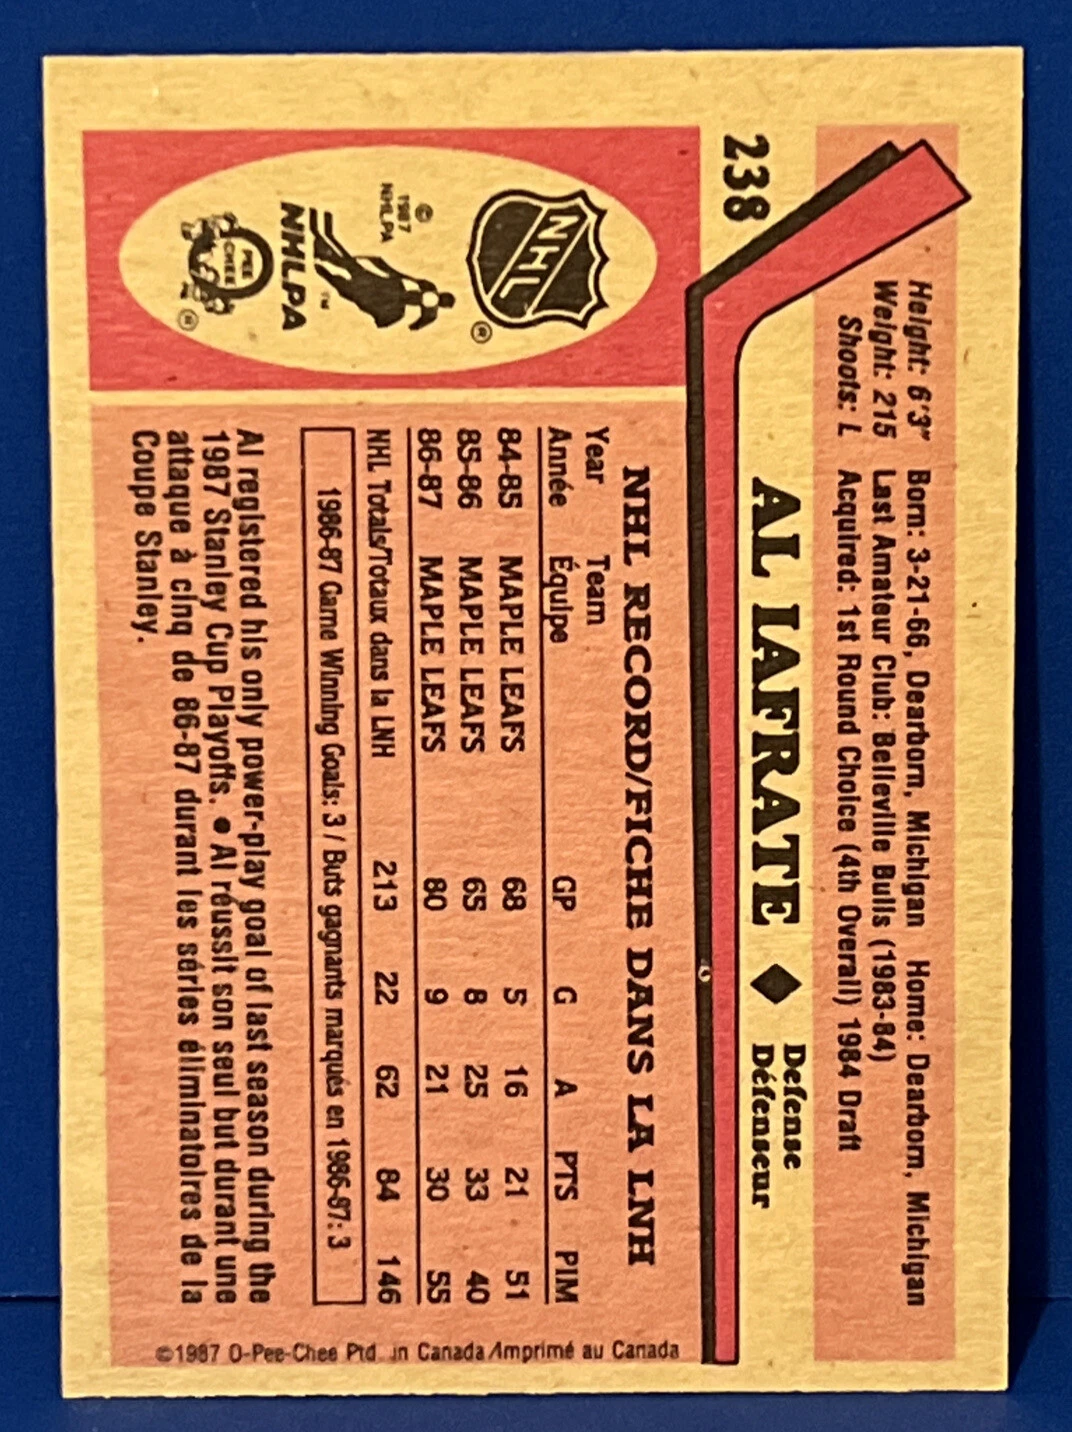 238
Height: 6'3" Born: 3-21-66, Dearborn, Michigan Home: Dearborn, Michigan
Weight: 215 Last Amateur Club: Belleville Bulls (1983-84)
Shoots: L Acquired: 1st Round Choice (4th Overall) 1984 Draft
AL IAFRATE ◆ Defense
Défenseur
NHL
®
© 1987 NHLPA
NHLPA
™
O PEE CHEE
®
NHL RECORD/FICHE DANS LA LNH
Year Team
Année Équipe GP G A PTS PIM
84-85 MAPLE LEAFS 68 5 16 21 51
85-86 MAPLE LEAFS 65 8 25 33 40
86-87 MAPLE LEAFS 80 9 21 30 55
NHL Totals/Totaux dans la LNH 213 22 62 84 146
1986-87 Game Winning Goals: 3 / Buts gagnants marqués en 1986-87: 3
Al registered his only power-play goal of last season during the
1987 Stanley Cup Playoffs. ● Al réussit son seul but durant une
attaque à cinq de 86-87 durant les séries éliminatoires de la
Coupe Stanley.
©1987 O-Pee-Chee Ptd. in Canada/Imprimé au Canada